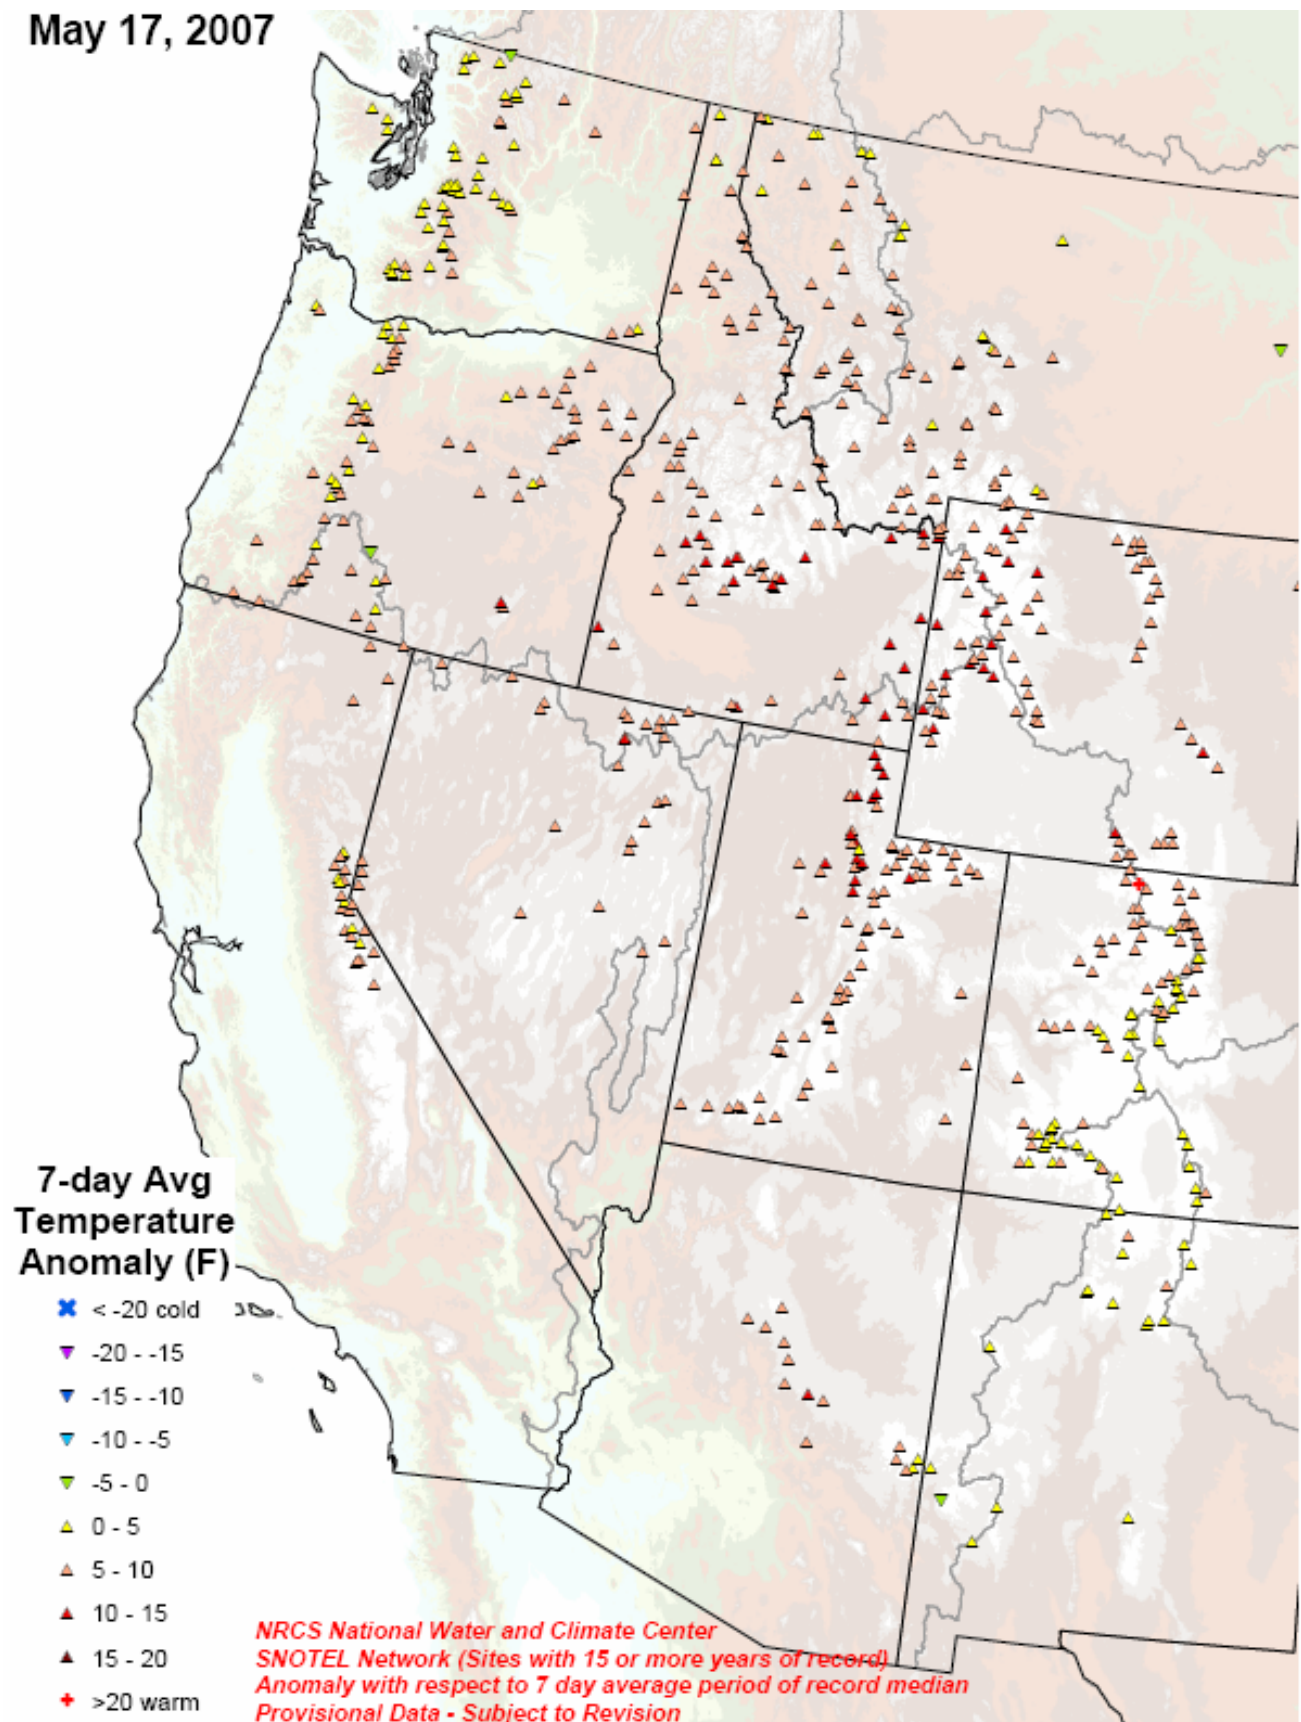 May 17, 2007
7-day Avg
Temperature
Anomaly (F)
< -20 cold
-20 - -15
-15 - -10
-10 - -5
-5 - 0
0 - 5
5 - 10
10 - 15
15 - 20
>20 warm
NRCS National Water and Climate Center
SNOTEL Network (Sites with 15 or more years of record)
Anomaly with respect to 7 day average period of record median
Provisional Data - Subject to Revision